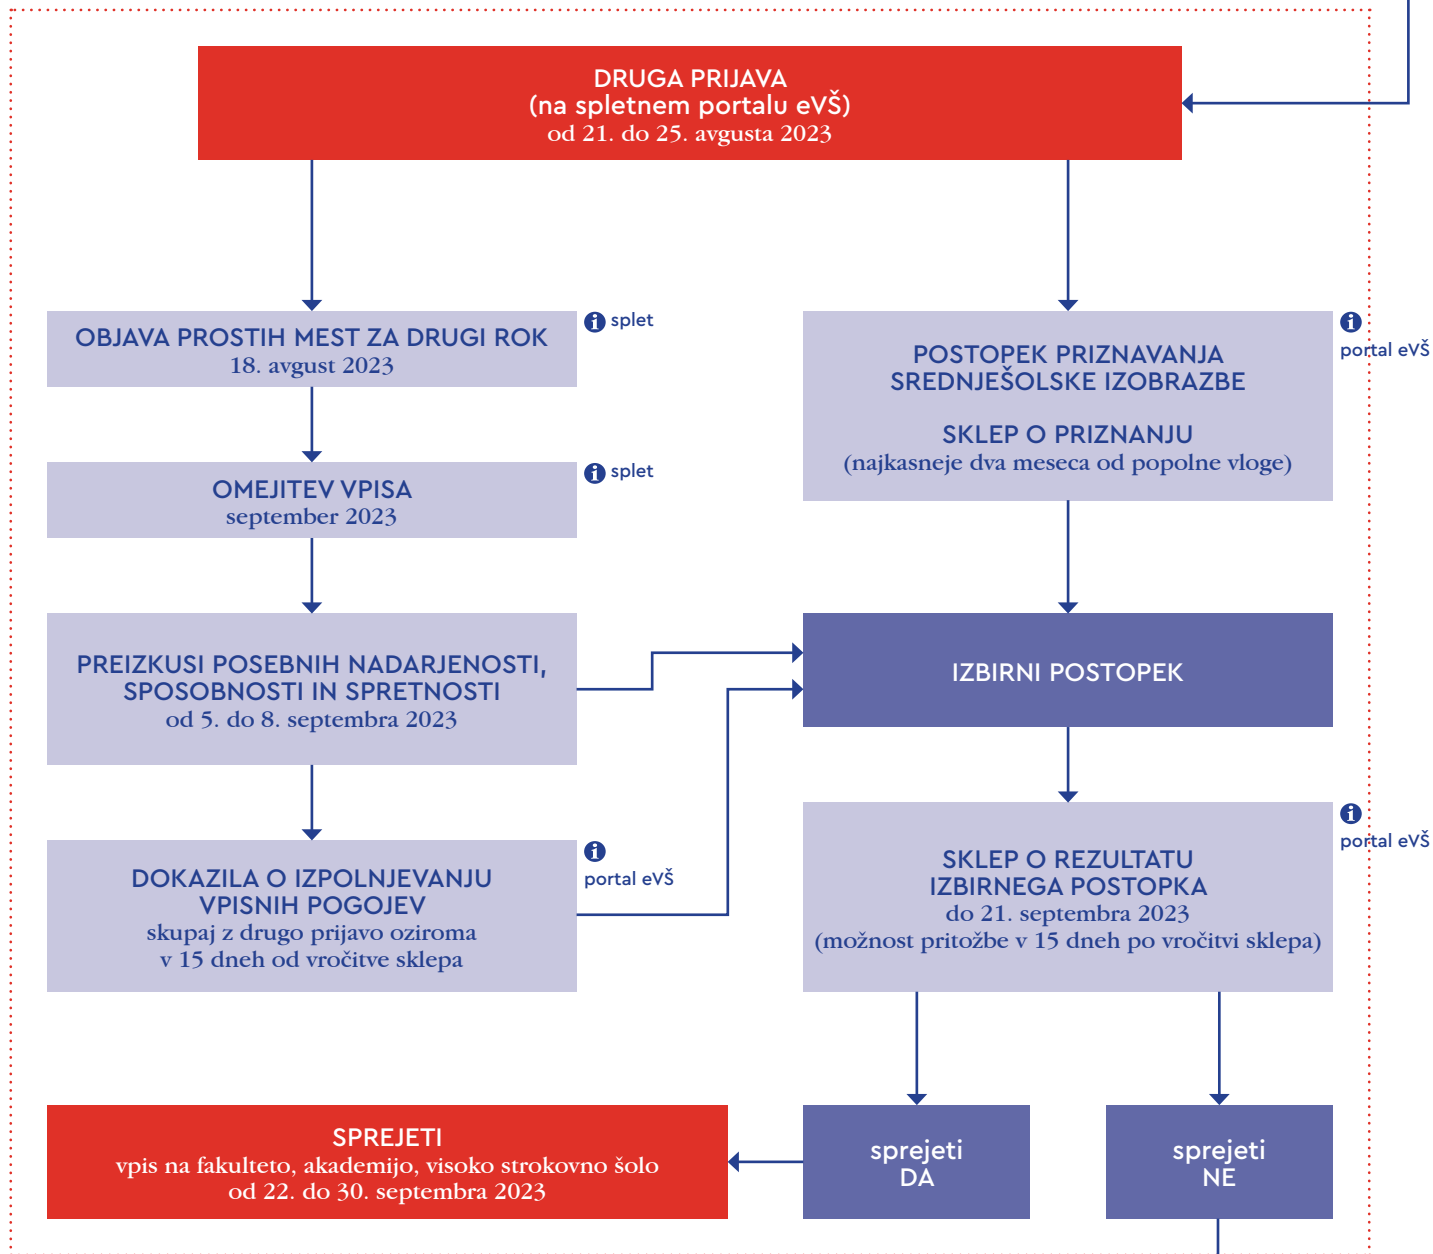 DRUGA PRIJAVA
(na spletnem portalu eVŠ)
od 21. do 25. avgusta 2023
OBJAVA PROSTIH MEST ZA DRUGI ROK
18. avgust 2023
splet
OMEJITEV VPISA
september 2023
splet
PREIZKUSI POSEBNIH NADARJENOSTI,
SPOSOBNOSTI IN SPRETNOSTI
od 5. do 8. septembra 2023
DOKAZILA O IZPOLNJEVANJU
VPISNIH POGOJEV
skupaj z drugo prijavo oziroma
v 15 dneh od vročitve sklepa
portal eVŠ
POSTOPEK PRIZNAVANJA
SREDNJEŠOLSKE IZOBRAZBE
SKLEP O PRIZNANJU
(najkasneje dva meseca od popolne vloge)
portal eVŠ
IZBIRNI POSTOPEK
SKLEP O REZULTATU
IZBIRNEGA POSTOPKA
do 21. septembra 2023
(možnost pritožbe v 15 dneh po vročitvi sklepa)
portal eVŠ
SPREJETI
vpis na fakulteto, akademijo, visoko strokovno šolo
od 22. do 30. septembra 2023
sprejeti
DA
sprejeti
NE